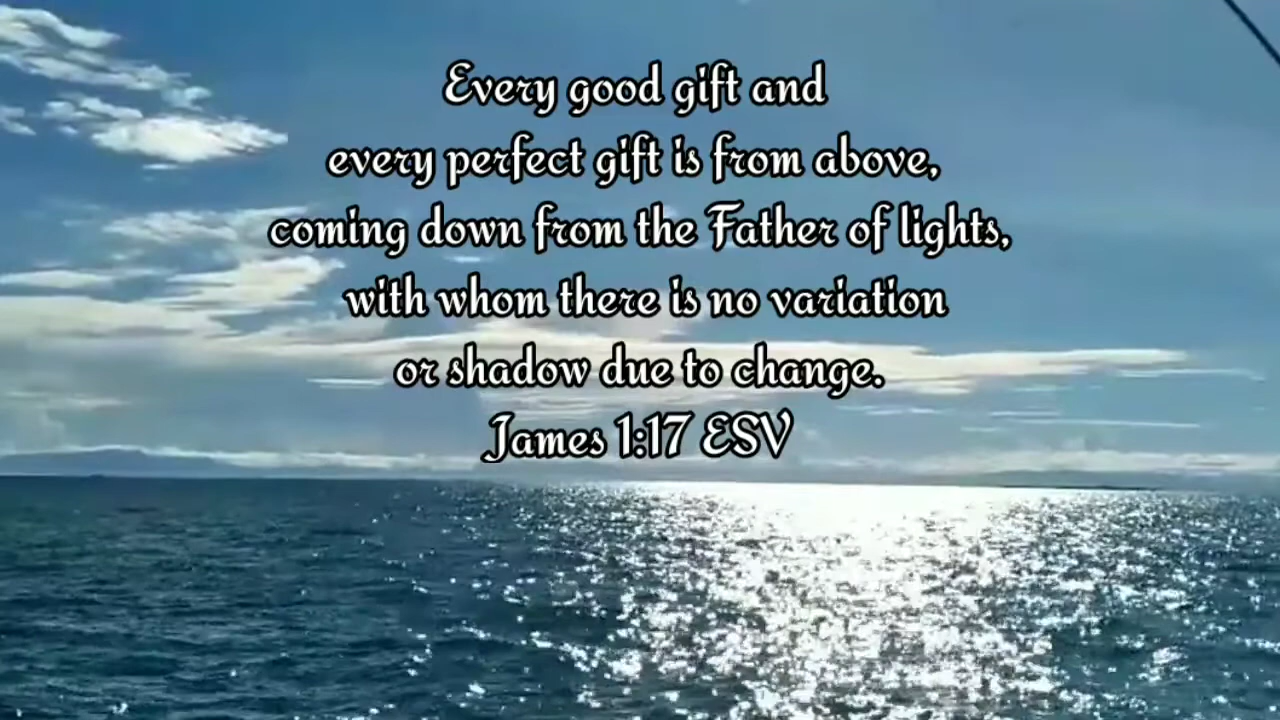 Every good gift and
every perfect gift is from above,
coming down from the Father of lights,
with whom there is no variation
or shadow due to change.
James 1:17 ESV